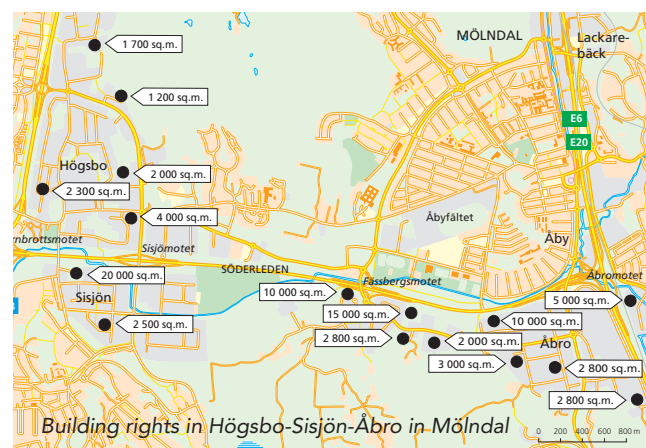 1 700 sq.m.
MÖLNDAL
Lackare-
bäck
1 200 sq.m.
E6
E20
Högsbo
2 000 sq.m.
2 300 sq.m.
4 000 sq.m.
Åbyfältet
rnbrottsmotet
Sisjömotet
Åby
20 000 sq.m.
SÖDERLEDEN
Fässbergsmotet
Åbromotet
Sisjön
10 000 sq.m.
5 000 sq.m.
15 000 sq.m.
10 000 sq.m.
2 500 sq.m.
2 800 sq.m.
2 000 sq.m.
Åbro
3 000 sq.m.
2 800 sq.m.
2 800 sq.m.
Building rights in Högsbo-Sisjön-Åbro in Mölndal
0 200 400 600 800 m